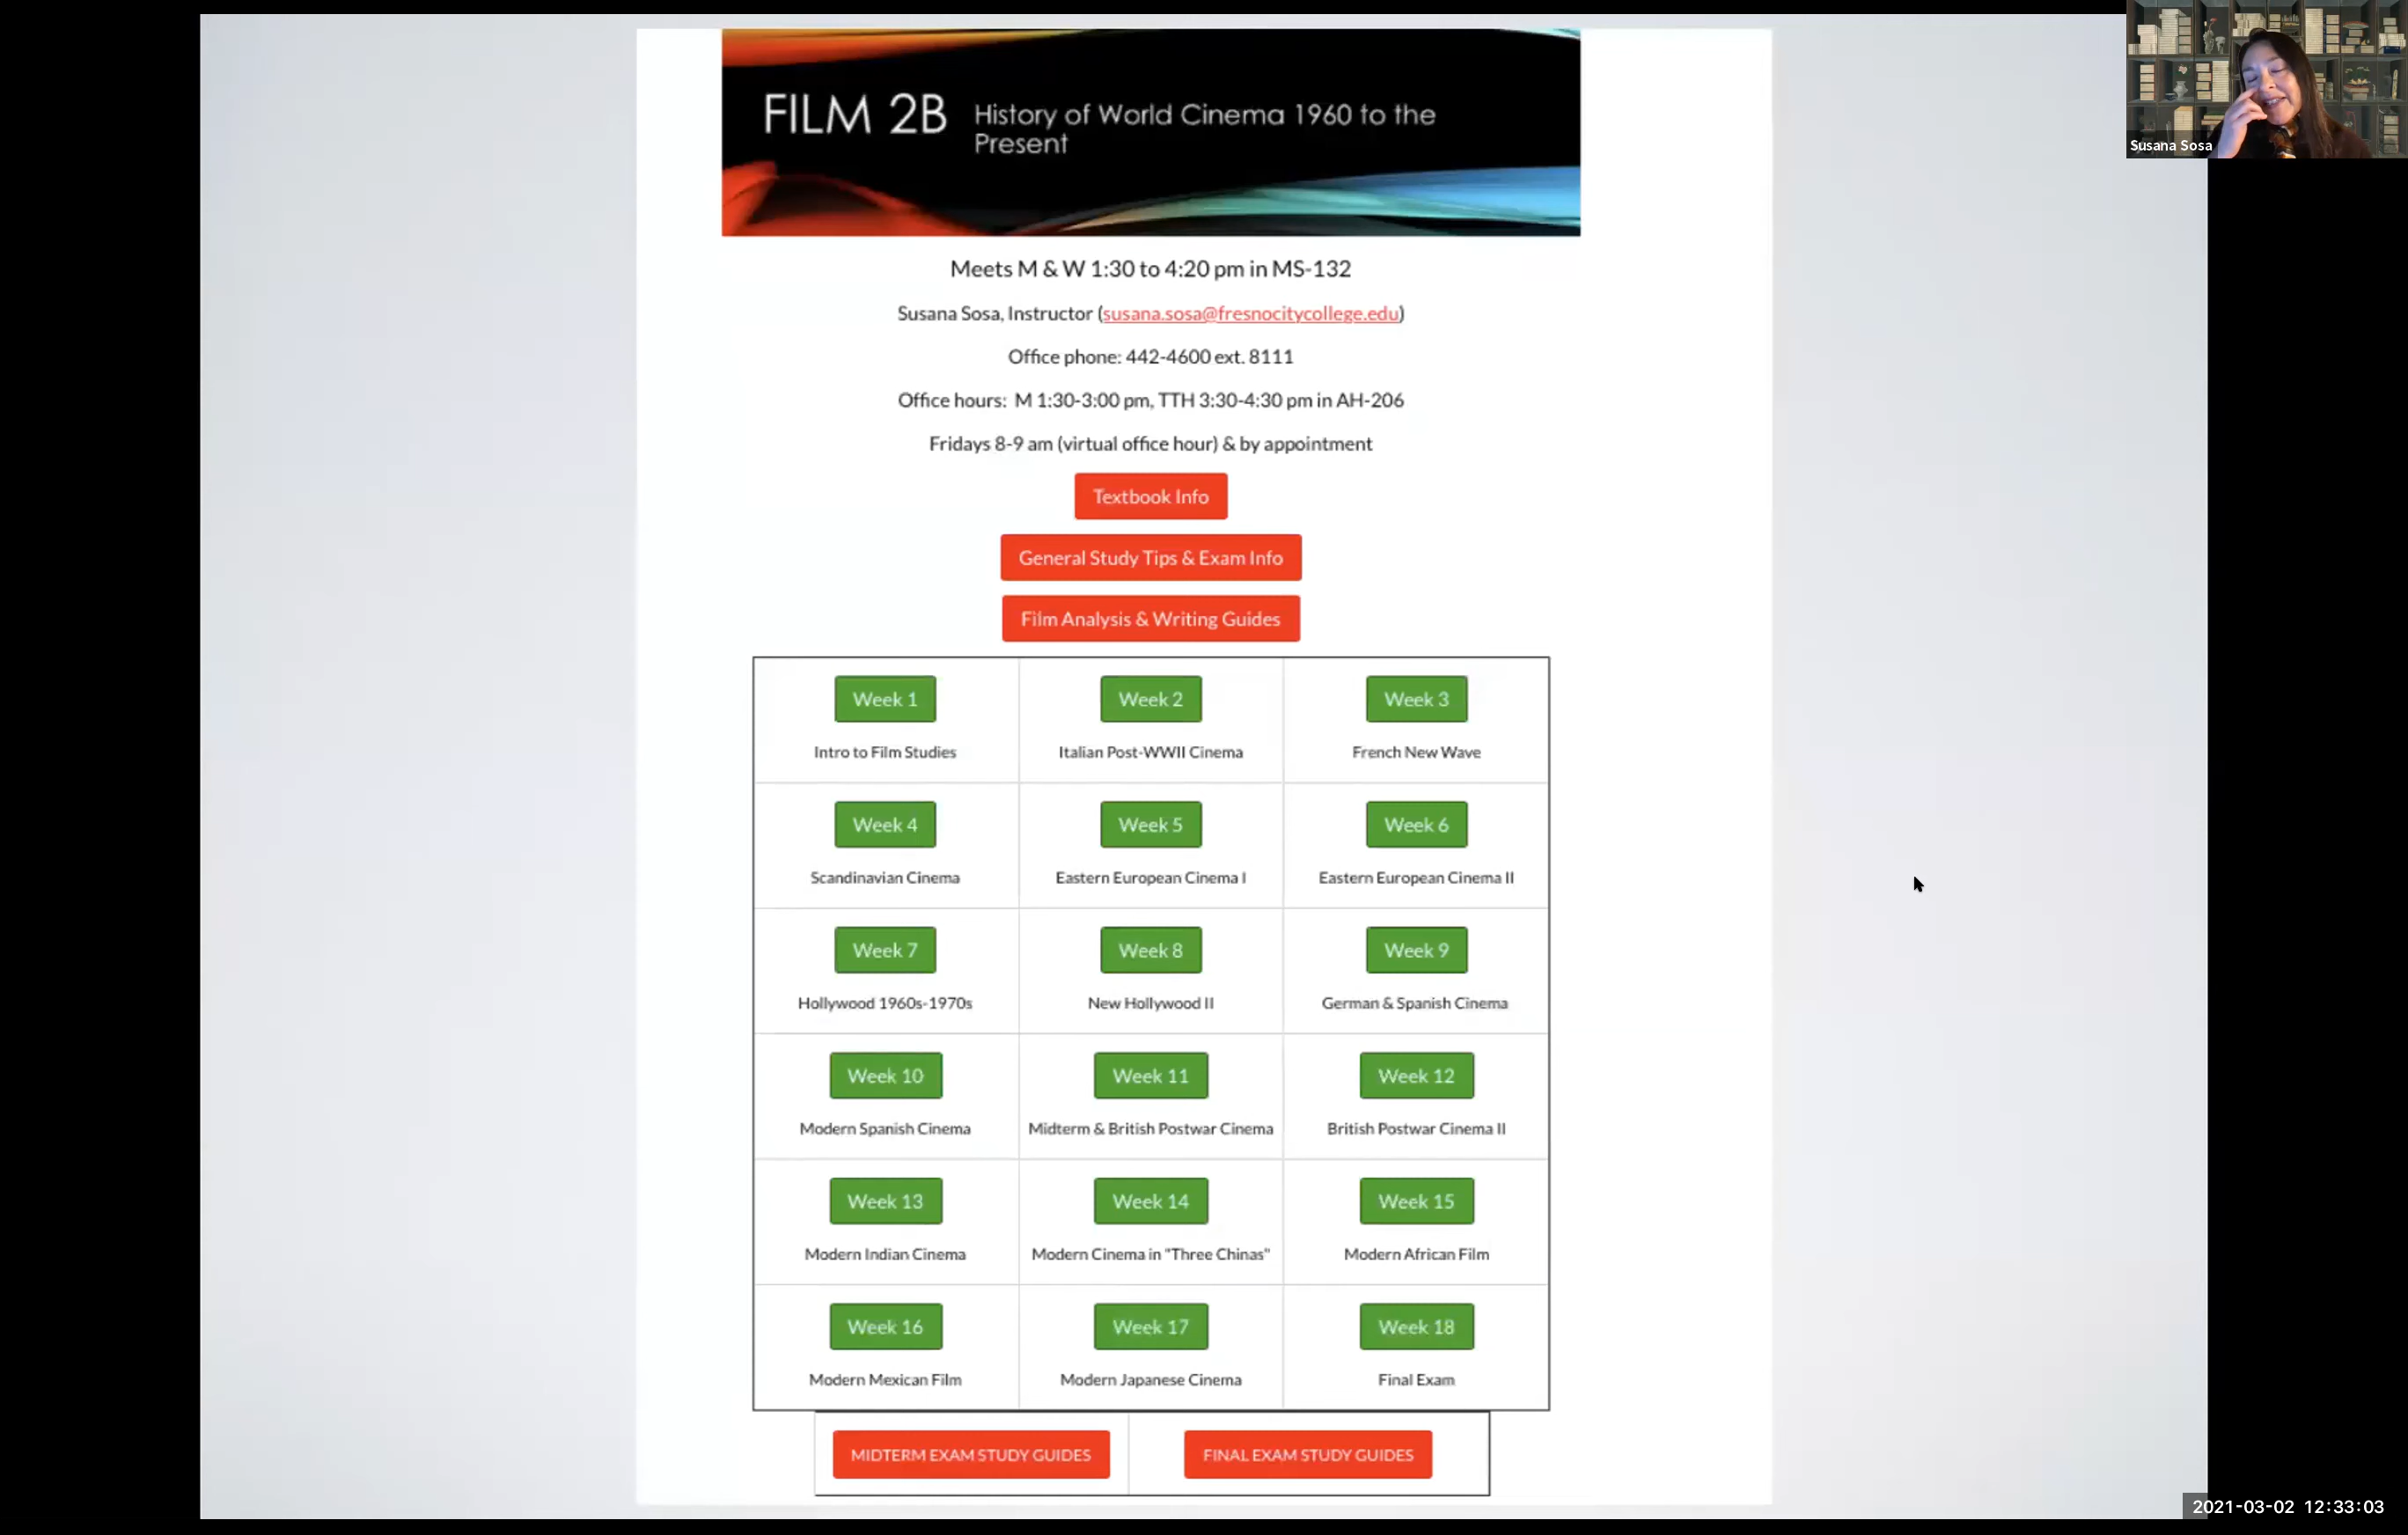 FILM 2B History of World Cinema 1960 to the
Present
Susana Sosa
Meets M & W 1:30 to 4:20 pm in MS-132
Susana Sosa, Instructor (susana.sosa@fresnocitycollege.edu)
Office phone: 442-4600 ext. 8111
Office hours: M 1:30-3:00 pm, TTH 3:30-4:30 pm in AH-206
Fridays 8-9 am (virtual office hour) & by appointment
Textbook Info
General Study Tips & Exam Info
Film Analysis & Writing Guides
Week 1
Intro to Film Studies
Week 2
Italian Post-WWII Cinema
Week 3
French New Wave
Week 4
Scandinavian Cinema
Week 5
Eastern European Cinema I
Week 6
Eastern European Cinema II
Week 7
Hollywood 1960s-1970s
Week 8
New Hollywood II
Week 9
German & Spanish Cinema
Week 10
Modern Spanish Cinema
Week 11
Midterm & British Postwar Cinema
Week 12
British Postwar Cinema II
Week 13
Modern Indian Cinema
Week 14
Modern Cinema in "Three Chinas"
Week 15
Modern African Film
Week 16
Modern Mexican Film
Week 17
Modern Japanese Cinema
Week 18
Final Exam
MIDTERM EXAM STUDY GUIDES
FINAL EXAM STUDY GUIDES
2021-03-02 12:33:03